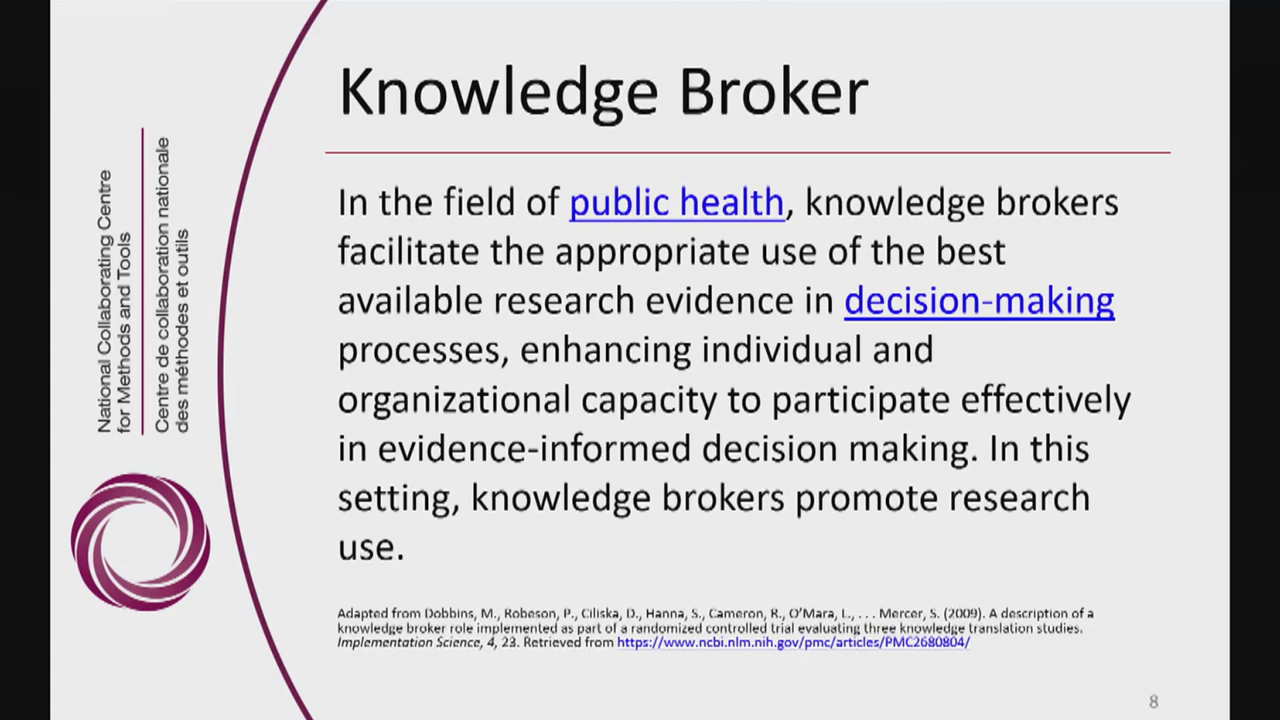 Knowledge Broker
In the field of public health, knowledge brokers
facilitate the appropriate use of the best
available research evidence in decision-making
processes, enhancing individual and
organizational capacity to participate effectively
in evidence-informed decision making. In this
setting, knowledge brokers promote research
use.
Adapted from Dobbins, M., Robeson, P., Ciliska, D., Hanna, S., Cameron, R., O'Mara, L., . . . Mercer, S. (2009). A description of a
knowledge broker role implemented as part of a randomized controlled trial evaluating three knowledge translation studies.
Implementation Science, 4, 23. Retrieved from https://www.ncbi.nlm.nih.gov/pmc/articles/PMC2680804/
National Collaborating Centre
for Methods and Tools
Centre de collaboration nationale
des méthodes et outils
8